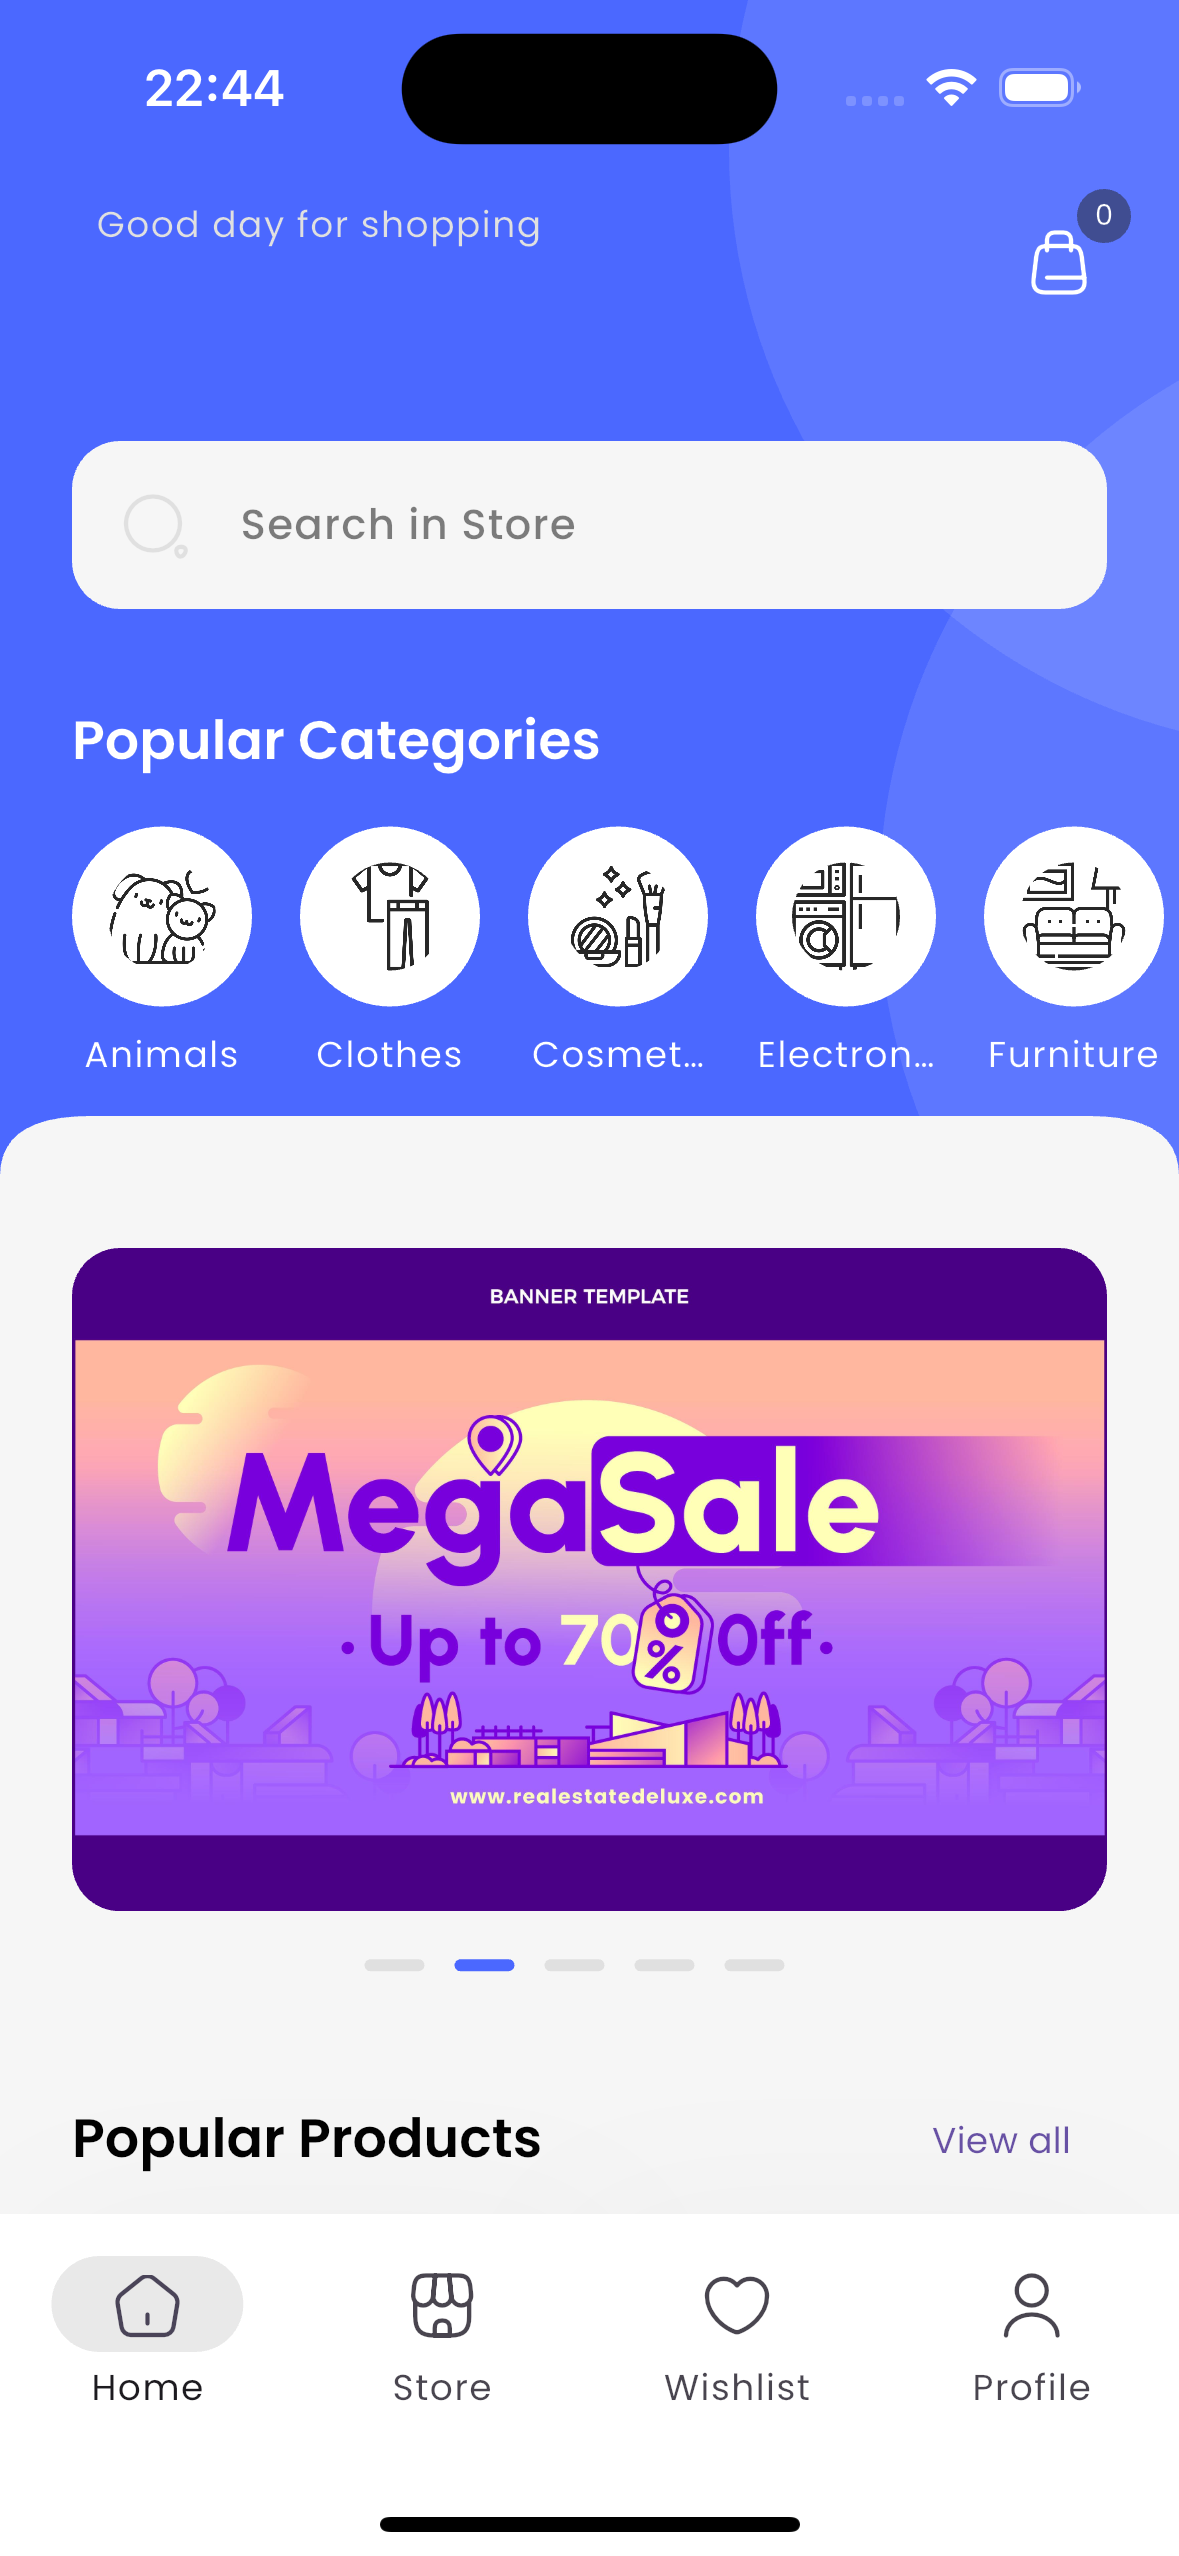 22:44
Good day for shopping
0
Search in Store
Popular Categories
Animals
Clothes
Cosmet...
Electron...
Furniture
BANNER TEMPLATE
MegaSale
• Up to 70% Off •
www.realestatedeluxe.com
Popular Products
View all
Home
Store
Wishlist
Profile